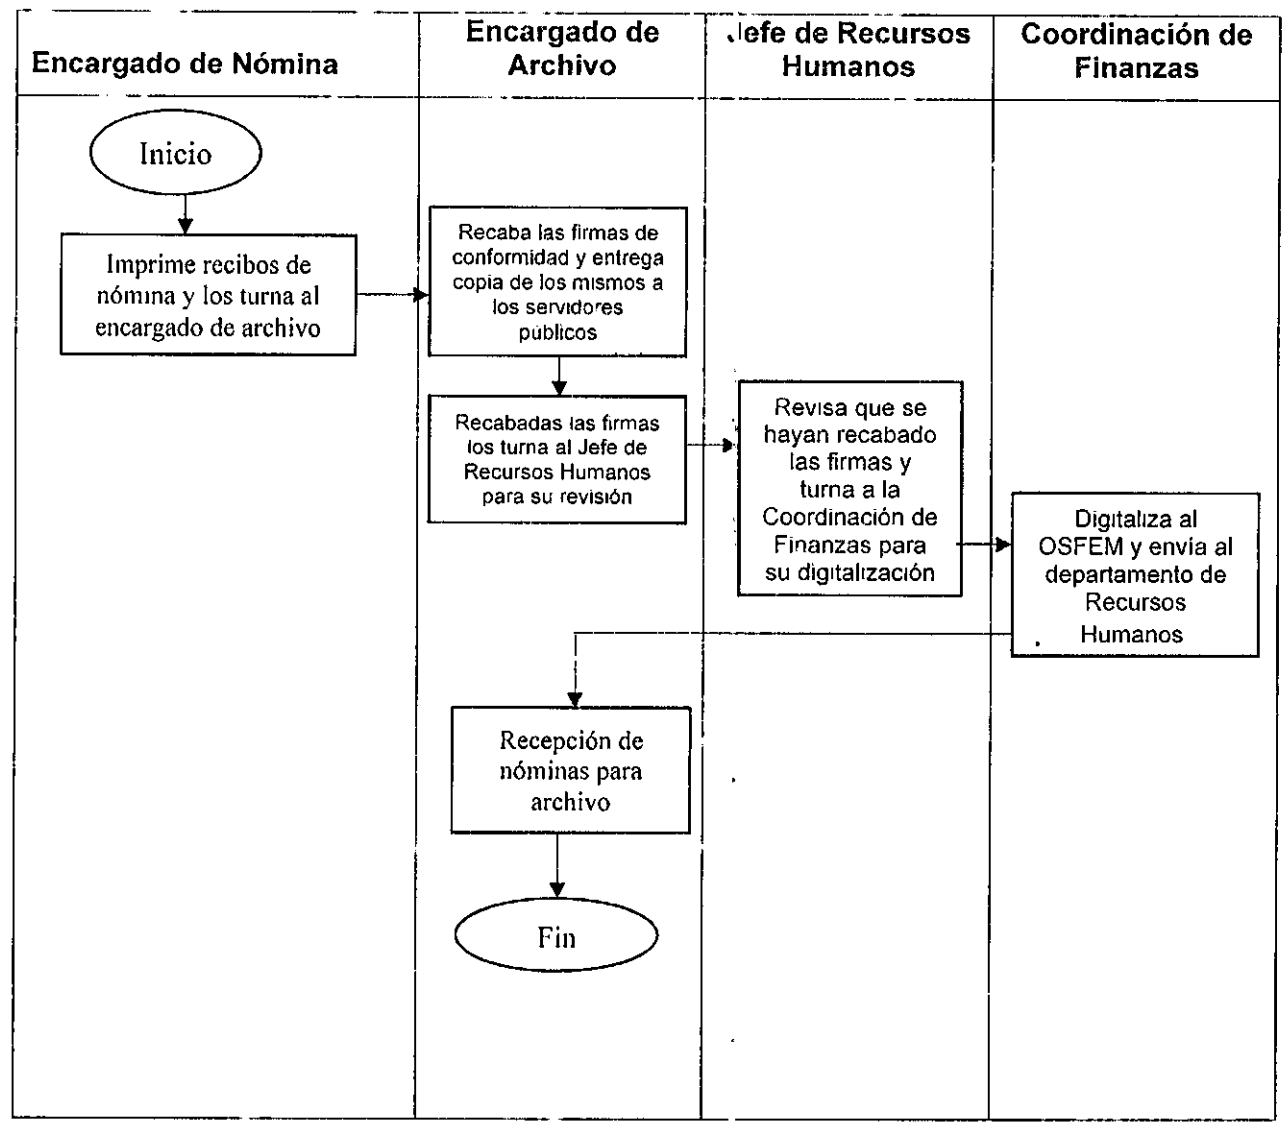 Encargado de Nómina
Encargado de
Archivo
Jefe de Recursos
Humanos
Coordinación de
Finanzas
Inicio
Imprime recibos de
nómina y los turna al
encargado de archivo
Recaba las firmas de
conformidad y entrega
copia de los mismos a
los servidores
públicos
Recabadas las firmas
los turna al Jefe de
Recursos Humanos
para su revisión
Revisa que se
hayan recabado
las firmas y
turna a la
Coordinación de
Finanzas para
su digitalización
Digitaliza al
OSFEM y envía al
departamento de
Recursos
Humanos
Recepción de
nóminas para
archivo
Fin